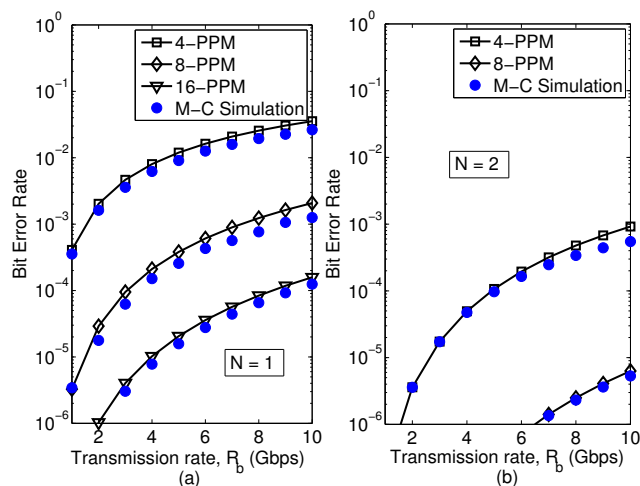 4−PPM
8−PPM
16−PPM
M−C Simulation
N = 1
Bit Error Rate
10^0
10^−1
10^−2
10^−3
10^−4
10^−5
10^−6
2 4 6 8 10
Transmission rate, R_b (Gbps)
(a)
4−PPM
8−PPM
M−C Simulation
N = 2
Bit Error Rate
10^0
10^−1
10^−2
10^−3
10^−4
10^−5
10^−6
2 4 6 8 10
Transmission rate, R_b (Gbps)
(b)